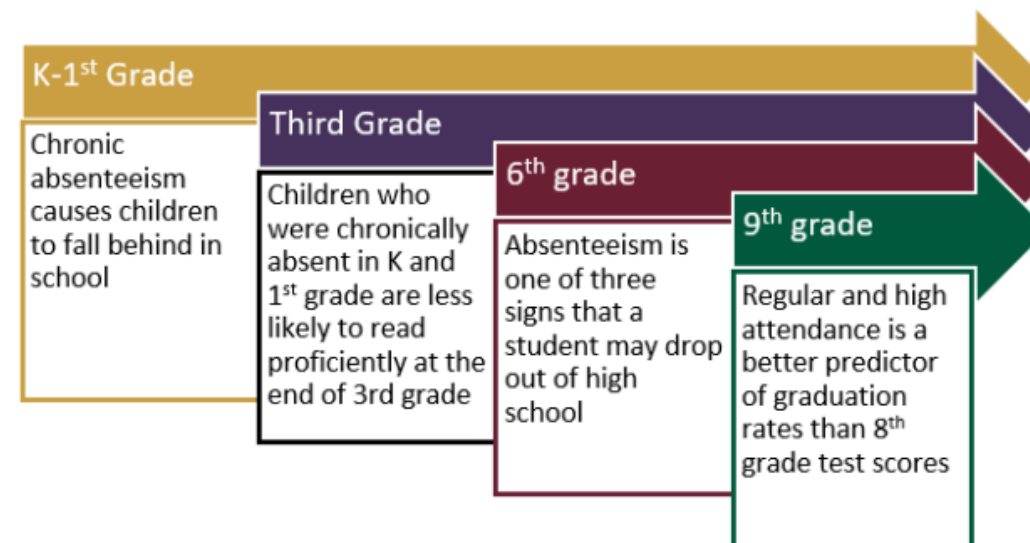 K-1st Grade
Chronic
absenteeism
causes children
to fall behind in
school
Third Grade
Children who
were chronically
absent in K and
1st grade are less
likely to read
proficiently at the
end of 3rd grade
6th grade
Absenteeism is
one of three
signs that a
student may drop
out of high
school
9th grade
Regular and high
attendance is a
better predictor
of graduation
rates than 8th
grade test scores